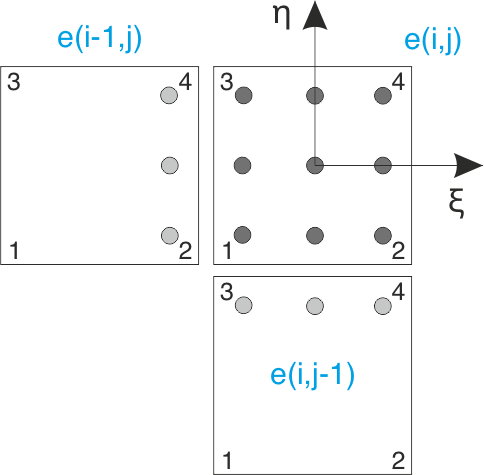 η
e(i-1,j)
e(i,j)
3 4
3 4
ξ
1 2
1 2
3 4
e(i,j-1)
1 2